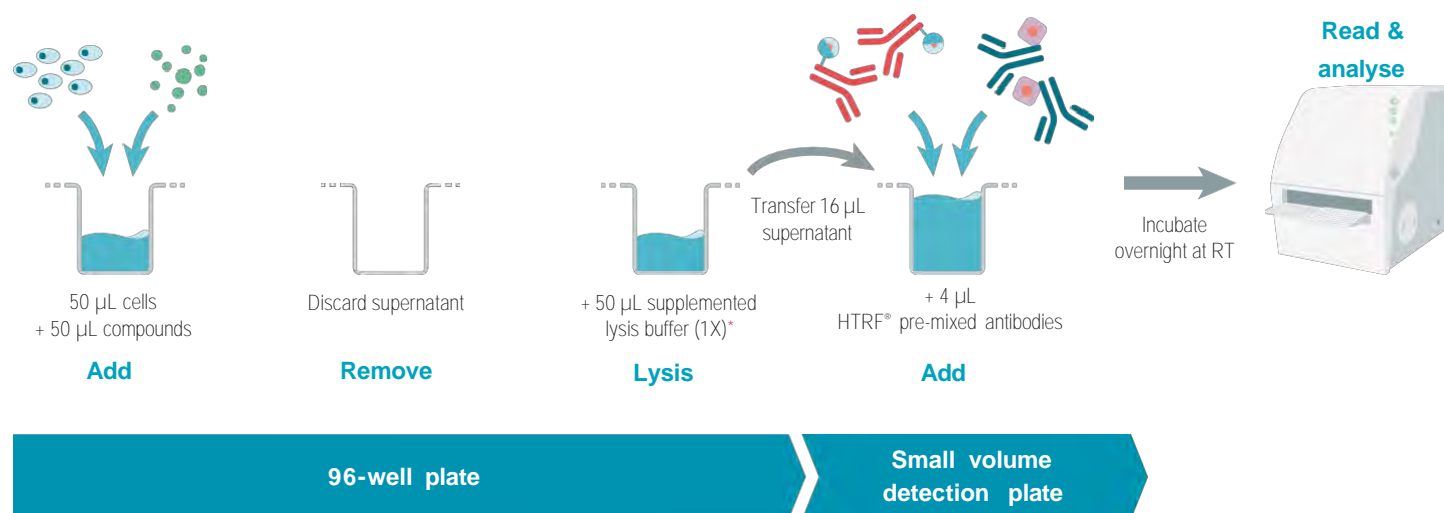 50 µL cells
+ 50 µL compounds
Add
Discard supernatant
Remove
+ 50 µL supplemented
lysis buffer (1X)*
Lysis
Transfer 16 µL
supernatant
+ 4 µL
HTRF® pre-mixed antibodies
Add
Incubate
overnight at RT
Read &
analyse
96-well plate
Small volume
detection plate